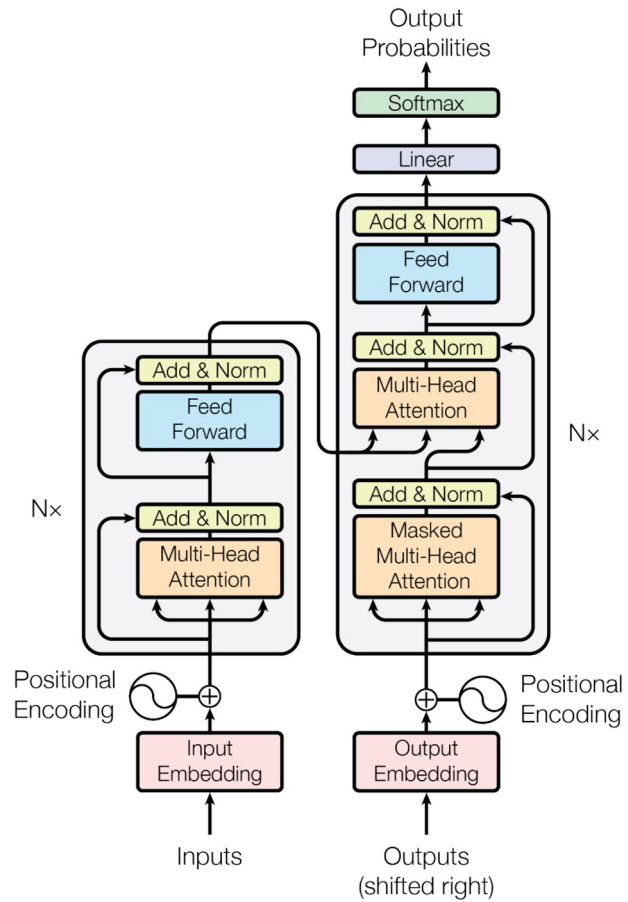 Output
Probabilities
Softmax
Linear
Add & Norm
Feed
Forward
Add & Norm
Multi-Head
Attention
Add & Norm
Masked
Multi-Head
Attention
N×
Add & Norm
Feed
Forward
Add & Norm
Multi-Head
Attention
N×
Positional
Encoding
Positional
Encoding
Input
Embedding
Output
Embedding
Inputs
Outputs
(shifted right)